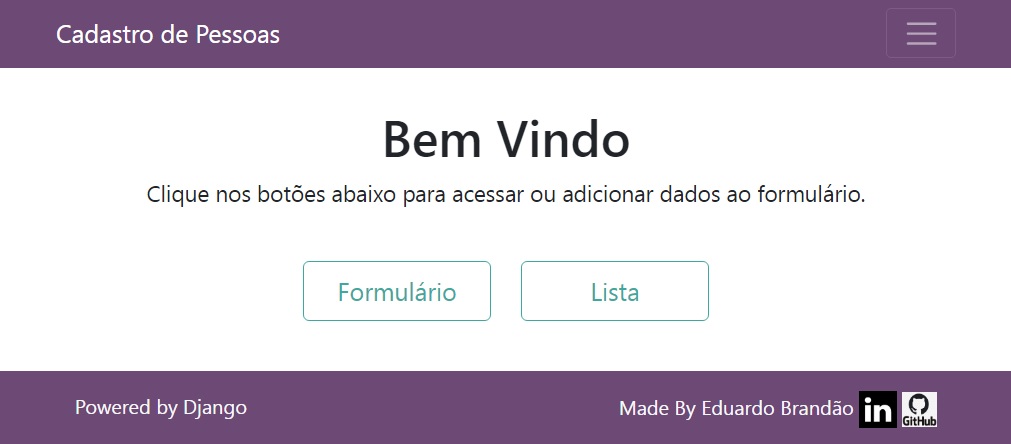 Cadastro de Pessoas
Bem Vindo
Clique nos botões abaixo para acessar ou adicionar dados ao formulário.
Formulário
Lista
Powered by Django
Made By Eduardo Brandão in GitHub